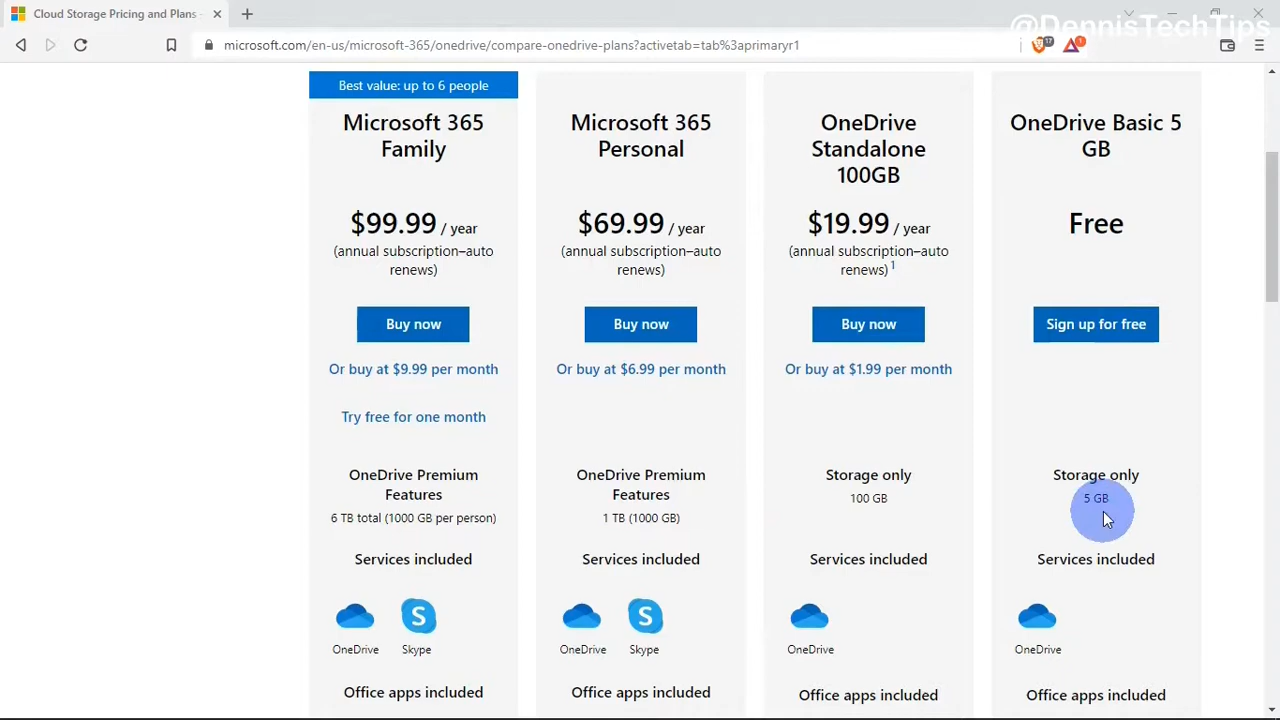 Cloud Storage Pricing and Plans -
@DennisTechTips
microsoft.com/en-us/microsoft-365/onedrive/compare-onedrive-plans?activetab=tab%3aprimaryr1
17
1
Best value: up to 6 people
Microsoft 365
Family
$99.99 / year
(annual subscription–auto
renews)
Buy now
Or buy at $9.99 per month
Try free for one month
OneDrive Premium
Features
6 TB total (1000 GB per person)
Services included
S
OneDrive
Skype
Office apps included
Microsoft 365
Personal
$69.99 / year
(annual subscription–auto
renews)
Buy now
Or buy at $6.99 per month
OneDrive Premium
Features
1 TB (1000 GB)
Services included
S
OneDrive
Skype
Office apps included
OneDrive
Standalone
100GB
$19.99 / year
(annual subscription–auto
renews) 1
Buy now
Or buy at $1.99 per month
Storage only
100 GB
Services included
OneDrive
Office apps included
OneDrive Basic 5
GB
Free
Sign up for free
Storage only
5 GB
Services included
OneDrive
Office apps included